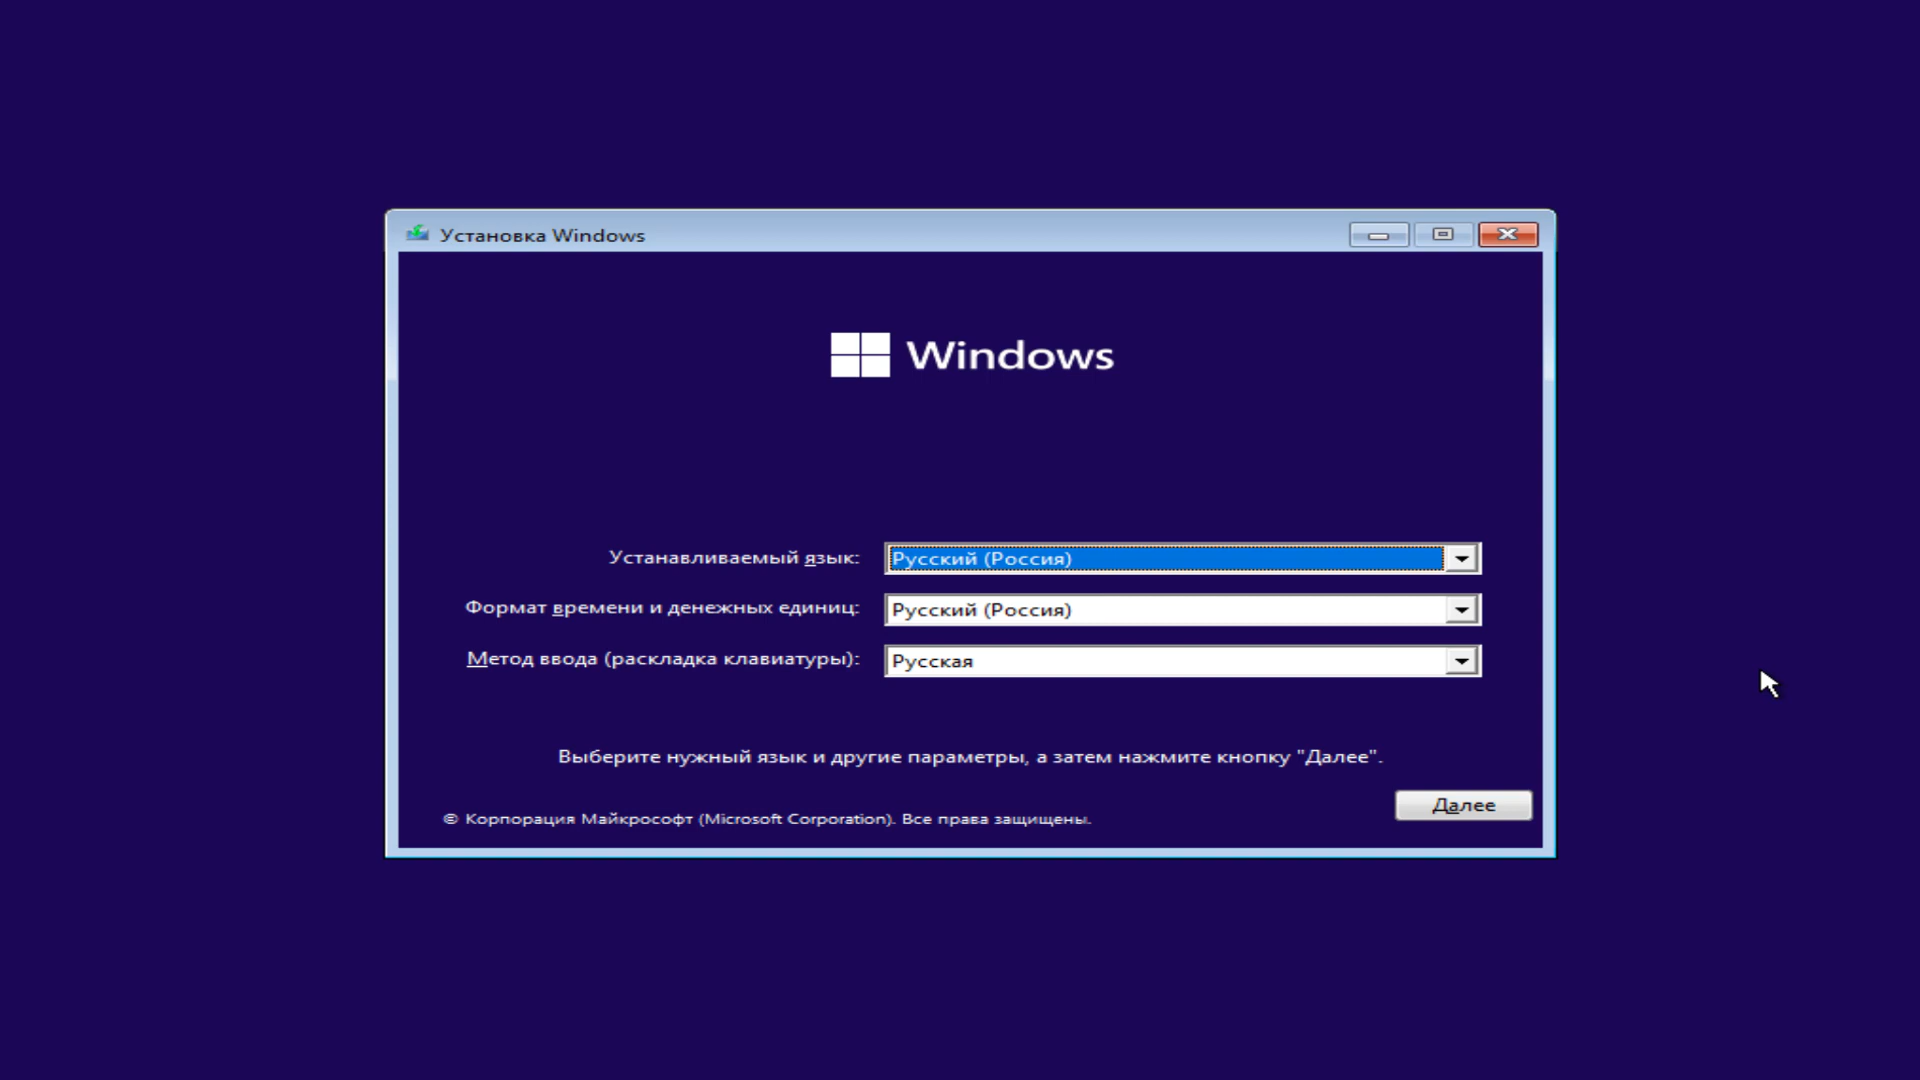 Установка Windows
Windows
Устанавливаемый язык: Русский (Россия)
Формат времени и денежных единиц: Русский (Россия)
Метод ввода (раскладка клавиатуры): Русская
Выберите нужный язык и другие параметры, а затем нажмите кнопку "Далее".
© Корпорация Майкрософт (Microsoft Corporation). Все права защищены.
Далее